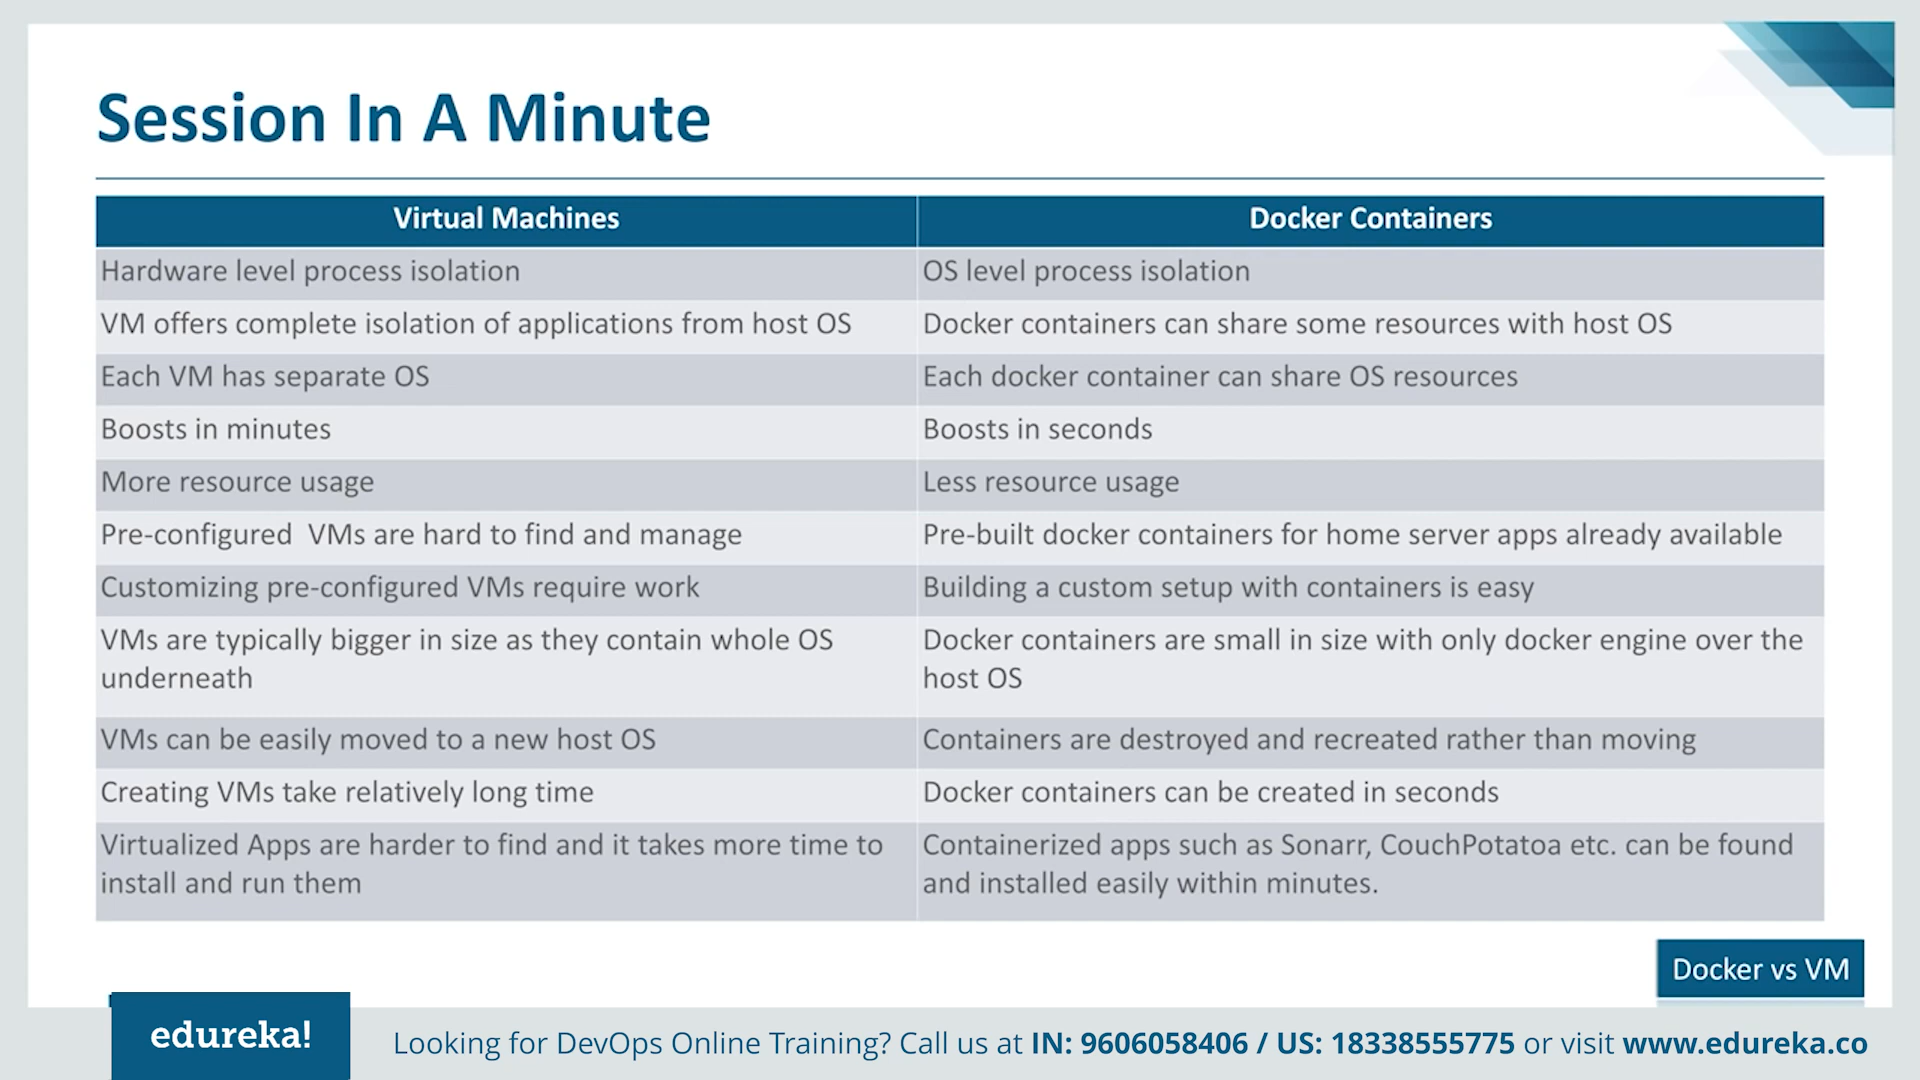 Session In A Minute
Virtual Machines
Docker Containers
Hardware level process isolation
OS level process isolation
VM offers complete isolation of applications from host OS
Docker containers can share some resources with host OS
Each VM has separate OS
Each docker container can share OS resources
Boosts in minutes
Boosts in seconds
More resource usage
Less resource usage
Pre-configured  VMs are hard to find and manage
Pre-built docker containers for home server apps already available
Customizing pre-configured VMs require work
Building a custom setup with containers is easy
VMs are typically bigger in size as they contain whole OS
underneath
Docker containers are small in size with only docker engine over the
host OS
VMs can be easily moved to a new host OS
Containers are destroyed and recreated rather than moving
Creating VMs take relatively long time
Docker containers can be created in seconds
Virtualized Apps are harder to find and it takes more time to
install and run them
Containerized apps such as Sonarr, CouchPotatoa etc. can be found
and installed easily within minutes.
Docker vs VM
edureka!
Looking for DevOps Online Training? Call us at IN: 9606058406 / US: 18338555775 or visit www.edureka.co